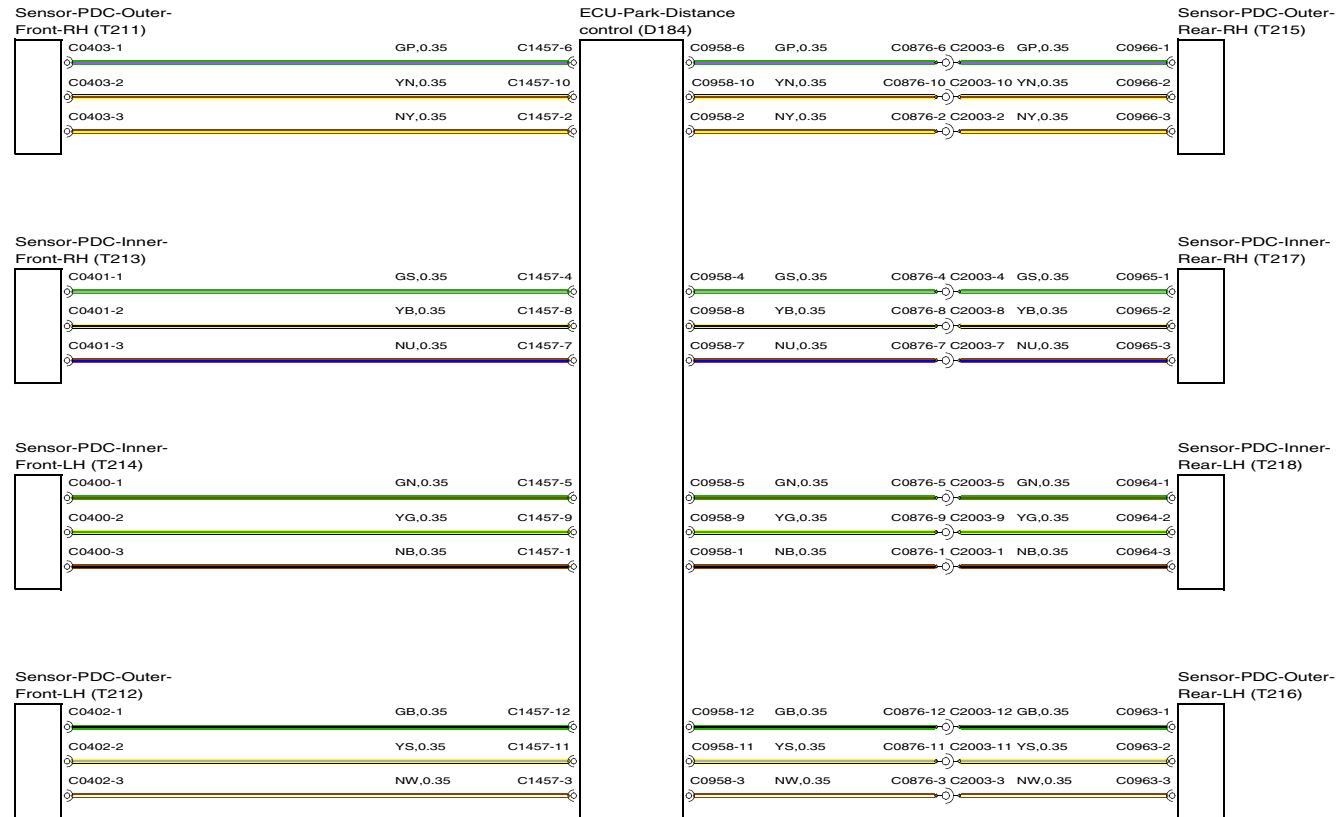 Sensor-PDC-Outer-
Front-RH (T211)
ECU-Park-Distance
control (D184)
Sensor-PDC-Outer-
Rear-RH (T215)
C0403-1 GP,0.35 C1457-6 C0958-6 GP,0.35 C0876-6 C2003-6 GP,0.35 C0966-1
C0403-2 YN,0.35 C1457-10 C0958-10 YN,0.35 C0876-10 C2003-10 YN,0.35 C0966-2
C0403-3 NY,0.35 C1457-2 C0958-2 NY,0.35 C0876-2 C2003-2 NY,0.35 C0966-3
Sensor-PDC-Inner-
Front-RH (T213)
Sensor-PDC-Inner-
Rear-RH (T217)
C0401-1 GS,0.35 C1457-4 C0958-4 GS,0.35 C0876-4 C2003-4 GS,0.35 C0965-1
C0401-2 YB,0.35 C1457-8 C0958-8 YB,0.35 C0876-8 C2003-8 YB,0.35 C0965-2
C0401-3 NU,0.35 C1457-7 C0958-7 NU,0.35 C0876-7 C2003-7 NU,0.35 C0965-3
Sensor-PDC-Inner-
Front-LH (T214)
Sensor-PDC-Inner-
Rear-LH (T218)
C0400-1 GN,0.35 C1457-5 C0958-5 GN,0.35 C0876-5 C2003-5 GN,0.35 C0964-1
C0400-2 YG,0.35 C1457-9 C0958-9 YG,0.35 C0876-9 C2003-9 YG,0.35 C0964-2
C0400-3 NB,0.35 C1457-1 C0958-1 NB,0.35 C0876-1 C2003-1 NB,0.35 C0964-3
Sensor-PDC-Outer-
Front-LH (T212)
Sensor-PDC-Outer-
Rear-LH (T216)
C0402-1 GB,0.35 C1457-12 C0958-12 GB,0.35 C0876-12 C2003-12 GB,0.35 C0963-1
C0402-2 YS,0.35 C1457-11 C0958-11 YS,0.35 C0876-11 C2003-11 YS,0.35 C0963-2
C0402-3 NW,0.35 C1457-3 C0958-3 NW,0.35 C0876-3 C2003-3 NW,0.35 C0963-3